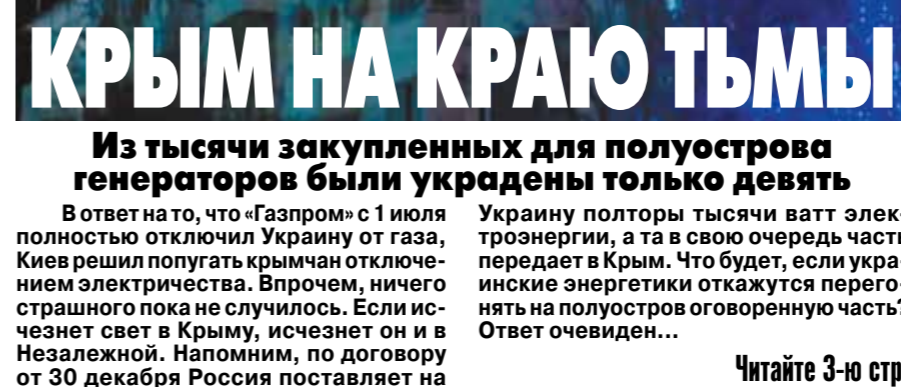 КРЫМ НА КРАЮ ТЬМЫ
Из тысячи закупленных для полуострова
генераторов были украдены только девять
В ответ на то, что «Газпром» с 1 июля
полностью отключил Украину от газа,
Киев решил попугать крымчан отключе-
нием электричества. Впрочем, ничего
страшного пока не случилось. Если ис-
чезнет свет в Крыму, исчезнет он и в
Незалежной. Напомним, по договору
от 30 декабря Россия поставляет на
Украину полторы тысячи ватт элек-
троэнергии, а та в свою очередь часть
передает в Крым. Что будет, если укра-
инские энергетики откажутся перего-
нять на полуостров оговоренную часть?
Ответ очевиден...
Читайте 3-ю стр